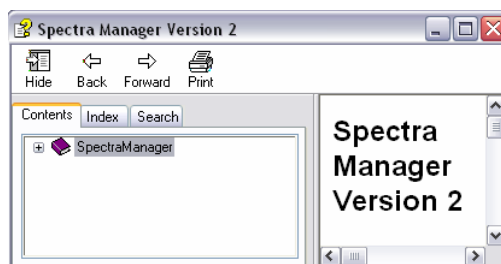 Spectra Manager Version 2
Hide Back Forward Print
Contents Index Search
SpectraManager
Spectra
Manager
Version 2